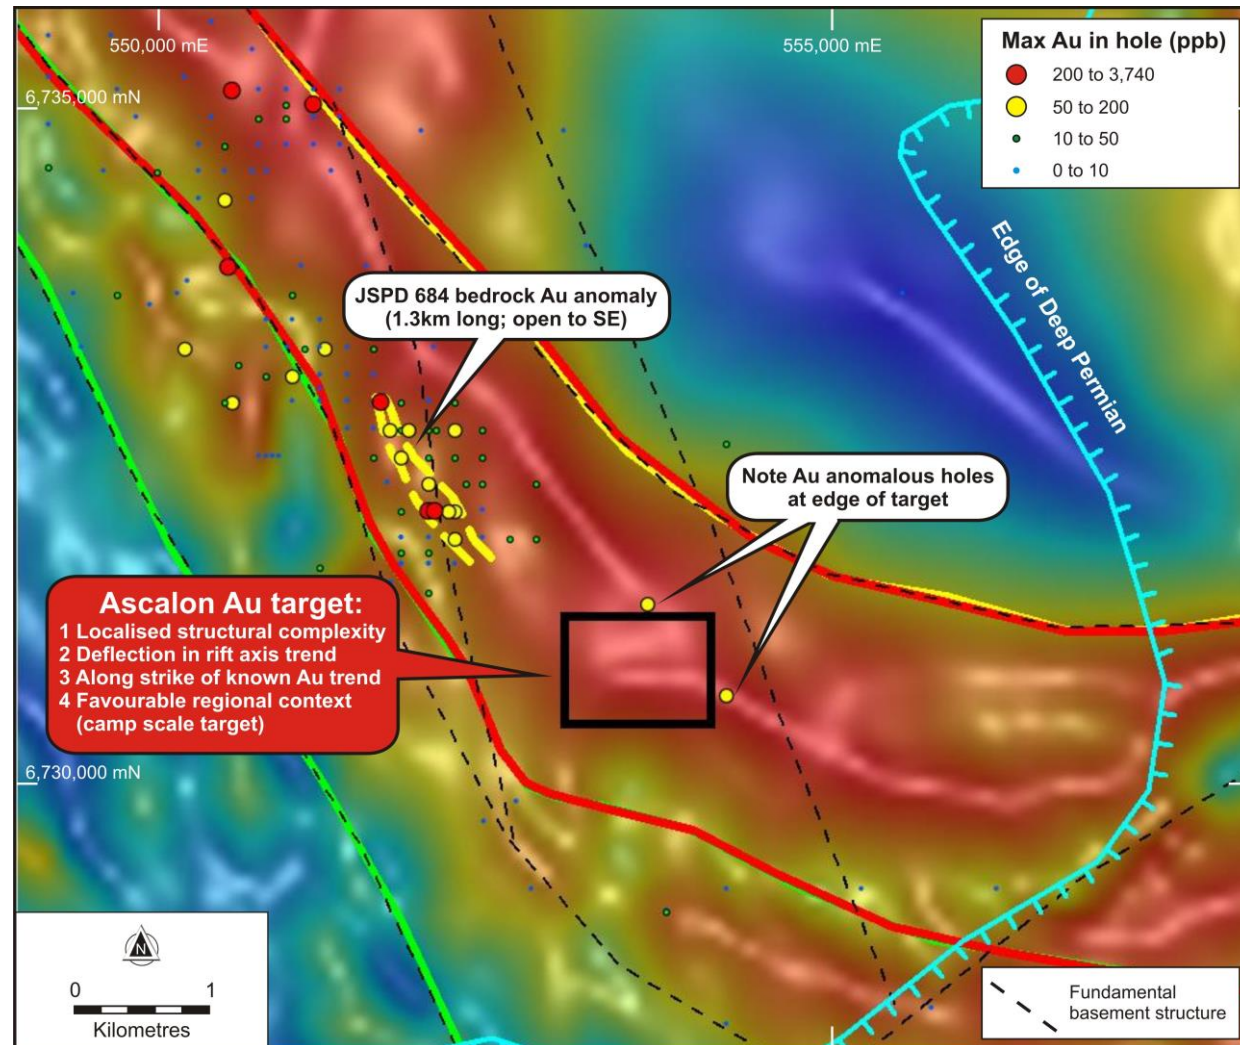 550,000 mE
555,000 mE
6,735,000 mN
Max Au in hole (ppb)
200 to 3,740
50 to 200
10 to 50
0 to 10
Edge of Deep Permian
JSPD 684 bedrock Au anomaly
(1.3km long; open to SE)
Note Au anomalous holes
at edge of target
Ascalon Au target:
1 Localised structural complexity
2 Deflection in rift axis trend
3 Along strike of known Au trend
4 Favourable regional context
(camp scale target)
6,730,000 mN
N
0 1
Kilometres
Fundamental
basement structure